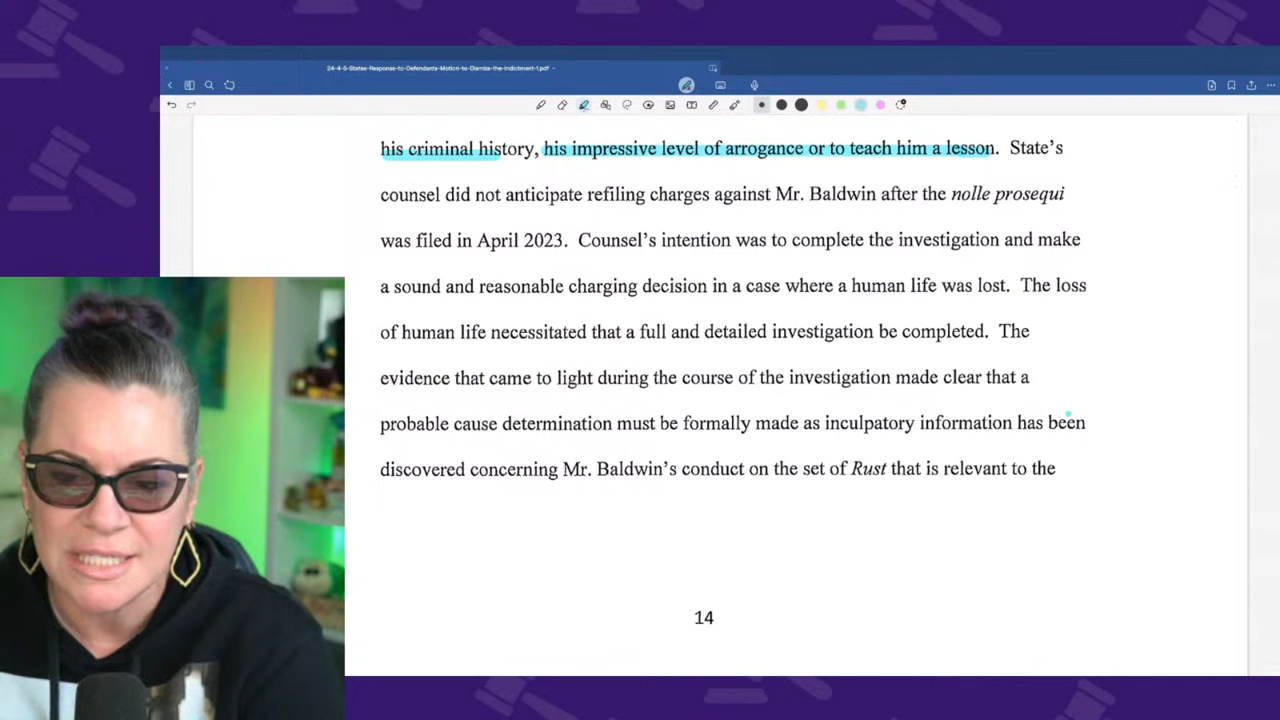 24-4-5-States-Response-to-Defendants-Motion-to-Dismiss-the-Indictment-1.pdf
his criminal history, his impressive level of arrogance or to teach him a lesson. State's
counsel did not anticipate refiling charges against Mr. Baldwin after the nolle prosequi
was filed in April 2023. Counsel's intention was to complete the investigation and make
a sound and reasonable charging decision in a case where a human life was lost. The loss
of human life necessitated that a full and detailed investigation be completed. The
evidence that came to light during the course of the investigation made clear that a
probable cause determination must be formally made as inculpatory information has been
discovered concerning Mr. Baldwin's conduct on the set of Rust that is relevant to the
14